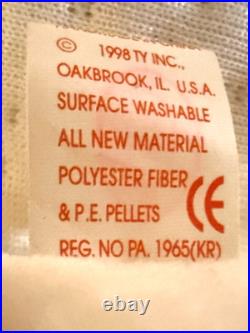 © 1998 TY INC.,
OAKBROOK, IL. U.S.A.
SURFACE WASHABLE
ALL NEW MATERIAL
POLYESTER FIBER
& P.E. PELLETS
CE
REG. NO PA. 1965(KR)